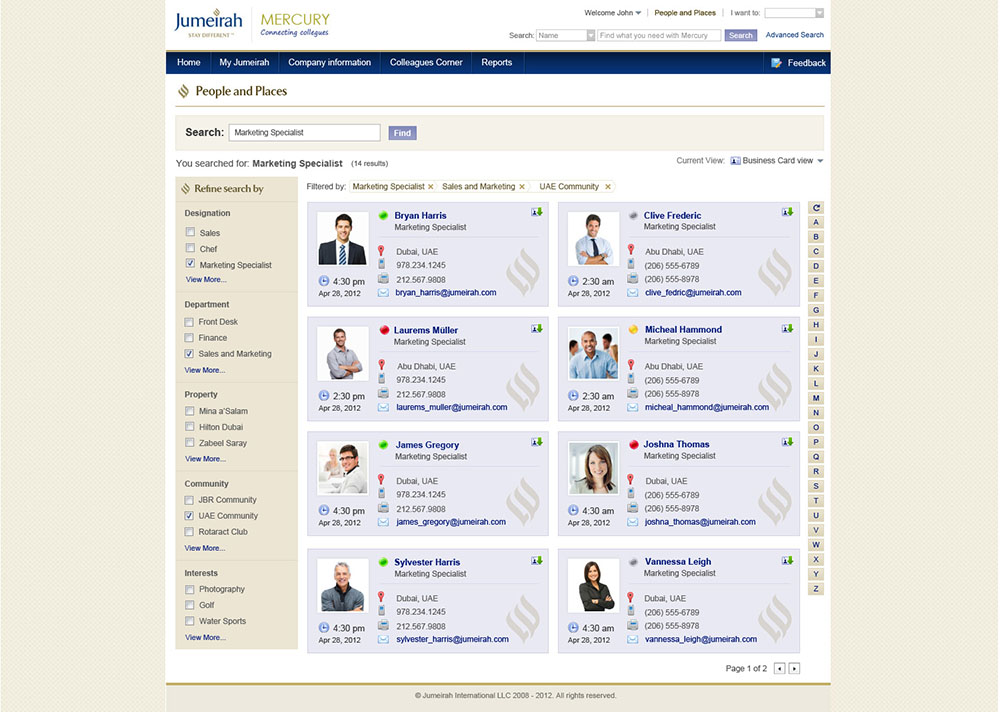 Jumeirah
STAY DIFFERENT™
MERCURY
Connecting collegues
Welcome John
People and Places
I want to:
Search: Name
Find what you need with Mercury
Search
Advanced Search
Home
My Jumeirah
Company information
Colleagues Corner
Reports
Feedback
People and Places
Search: Marketing Specialist
Find
You searched for: Marketing Specialist (14 results)
Current View: Business Card view
Refine search by
Designation
Sales
Chef
Marketing Specialist
View More...
Department
Front Desk
Finance
Sales and Marketing
View More...
Property
Mina a'Salam
Hilton Dubai
Zabeel Saray
View More...
Community
JBR Community
UAE Community
Rotaract Club
View More...
Interests
Photography
Golf
Water Sports
View More...
Filtered by: Marketing Specialist × Sales and Marketing × UAE Community ×
Bryan Harris
Marketing Specialist
Dubai, UAE
978.234.1245
212.567.9808
bryan_harris@jumeirah.com
4:30 pm
Apr 28, 2012
Clive Frederic
Marketing Specialist
Abu Dhabi, UAE
(206) 555-6789
(206) 555-8978
clive_fedric@jumeirah.com
2:30 am
Apr 28, 2012
Laurems Müller
Marketing Specialist
Abu Dhabi, UAE
978.234.1245
212.567.9808
laurems_muller@jumeirah.com
2:30 pm
Apr 28, 2012
Micheal Hammond
Marketing Specialist
Abu Dhabi, UAE
(206) 555-6789
(206) 555-8978
micheal_hammond@jumeirah.com
2:30 am
Apr 28, 2012
James Gregory
Marketing Specialist
Dubai, UAE
978.234.1245
212.567.9808
james_gregory@jumeirah.com
4:30 pm
Apr 28, 2012
Joshna Thomas
Marketing Specialist
Dubai, UAE
(206) 555-6789
(206) 555-8978
joshna_thomas@jumeirah.com
4:30 am
Apr 28, 2012
Sylvester Harris
Marketing Specialist
Dubai, UAE
978.234.1245
212.567.9808
sylvester_harris@jumeirah.com
4:30 pm
Apr 28, 2012
Vannessa Leigh
Marketing Specialist
Dubai, UAE
(206) 555-6789
(206) 555-8978
vannessa_leigh@jumeirah.com
4:30 am
Apr 28, 2012
A
B
C
D
E
F
G
H
I
J
K
L
M
N
O
P
Q
R
S
T
U
V
W
X
Y
Z
Page 1 of 2
© Jumeirah International LLC 2008 - 2012. All rights reserved.